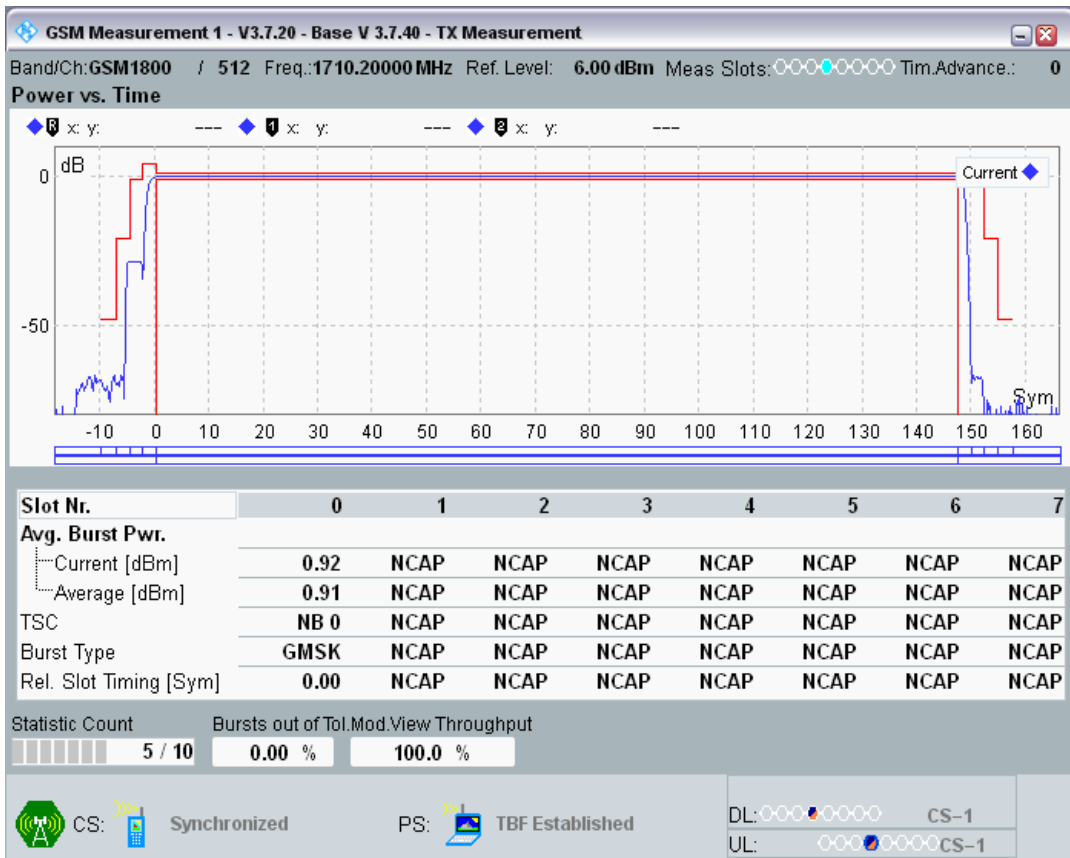 GSM Measurement 1 - V3.7.20 - Base V 3.7.40 - TX Measurement
Band/Ch:GSM1800 / 512 Freq.:1710.20000 MHz Ref. Level: 6.00 dBm Meas Slots: Tim.Advance.: 0
Power vs. Time
R x: y: --- 1 x: y: --- 2 x: y: ---
dB
Current
0
-50
Sym
-10 0 10 20 30 40 50 60 70 80 90 100 110 120 130 140 150 160
Slot Nr. 0 1 2 3 4 5 6 7
Avg. Burst Pwr.
Current [dBm] 0.92 NCAP NCAP NCAP NCAP NCAP NCAP NCAP
Average [dBm] 0.91 NCAP NCAP NCAP NCAP NCAP NCAP NCAP
TSC NB 0 NCAP NCAP NCAP NCAP NCAP NCAP NCAP
Burst Type GMSK NCAP NCAP NCAP NCAP NCAP NCAP NCAP
Rel. Slot Timing [Sym] 0.00 NCAP NCAP NCAP NCAP NCAP NCAP NCAP
Statistic Count Bursts out of Tol.Mod.View Throughput
5 / 10 0.00 % 100.0 %
CS: Synchronized PS: TBF Established
DL: CS-1
UL: CS-1